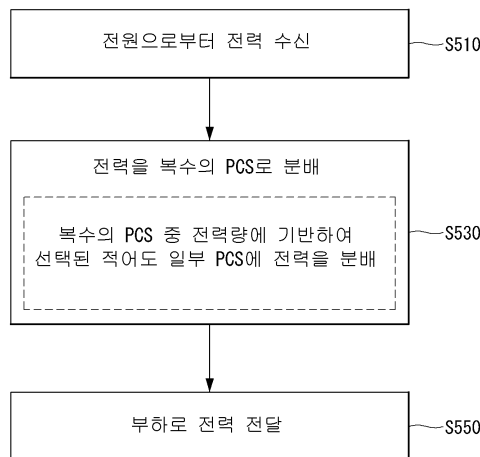 전원으로부터 전력 수신
S510
전력을 복수의 PCS로 분배
복수의 PCS 중 전력량에 기반하여
선택된 적어도 일부 PCS에 전력을 분배
S530
부하로 전력 전달
S550